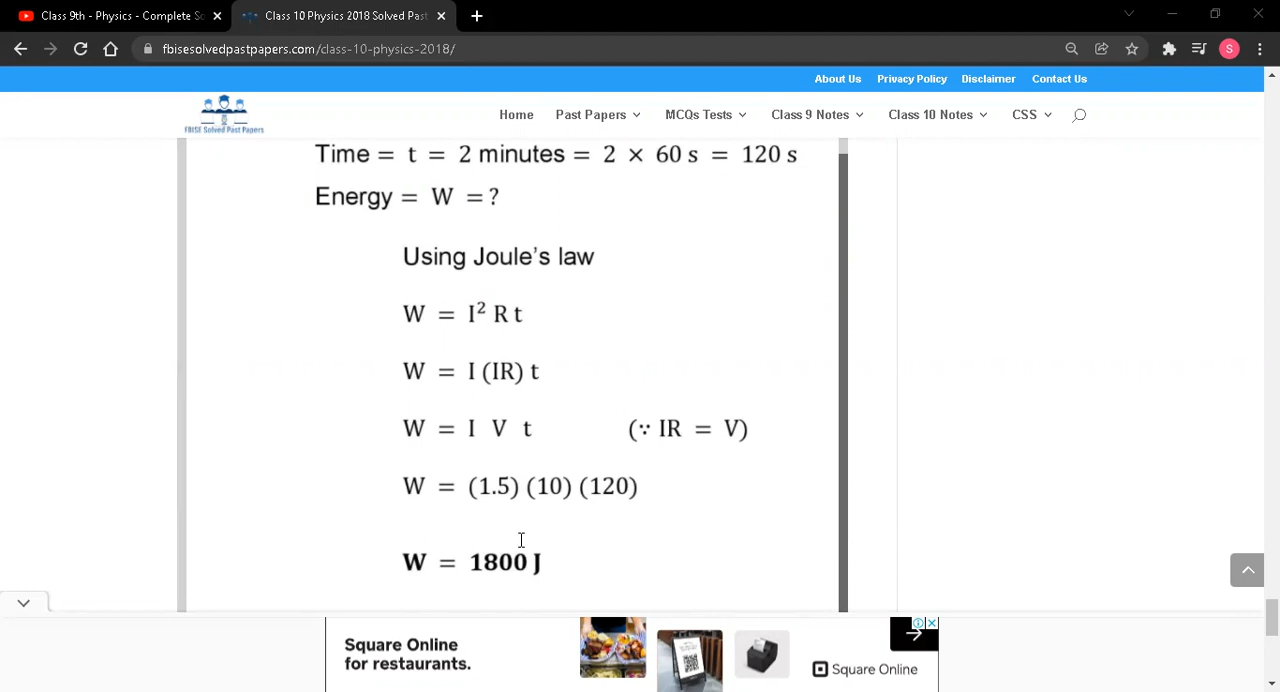 Class 9th - Physics - Complete So
Class 10 Physics 2018 Solved Past
fbisesolvedpastpapers.com/class-10-physics-2018/
S
About Us Privacy Policy Disclaimer Contact Us
FBISE Solved Past Papers
Home Past Papers MCQs Tests Class 9 Notes Class 10 Notes CSS
Time = t = 2 minutes = 2 × 60 s = 120 s
Energy = W = ?
Using Joule's law
W = I² R t
W = I (IR) t
W = I V t (∵ IR = V)
W = (1.5) (10) (120)
W = 1800 J
Square Online
for restaurants.
Square Online